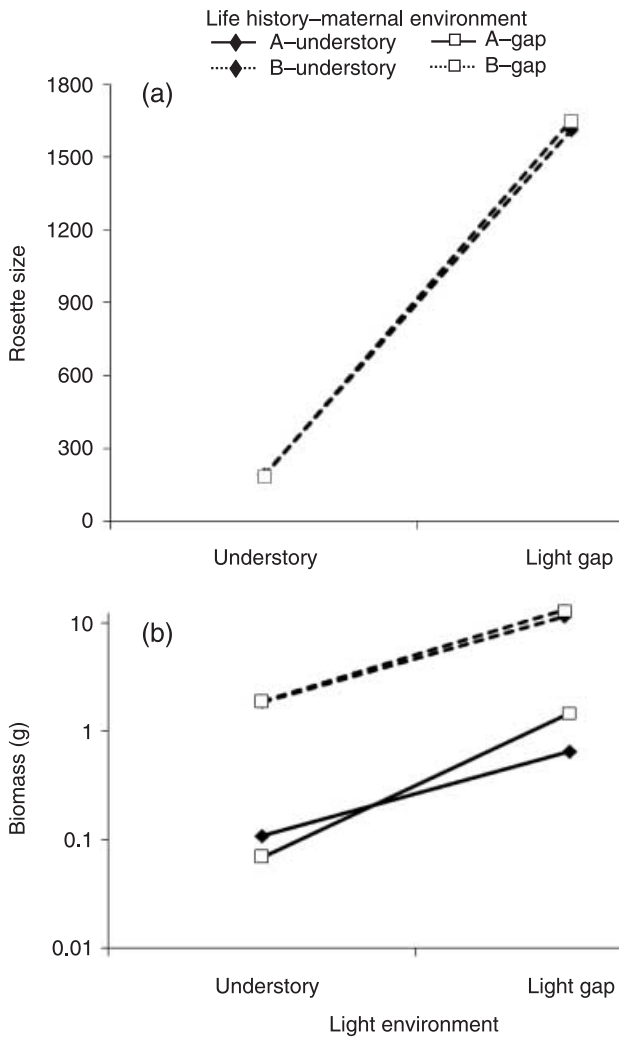 Life history–maternal environment
A–understory A–gap
B–understory B–gap
(a)
1800
1500
1200
900
600
300
0
Rosette size
Understory Light gap
(b)
10
1
0.1
0.01
Biomass (g)
Understory Light gap
Light environment